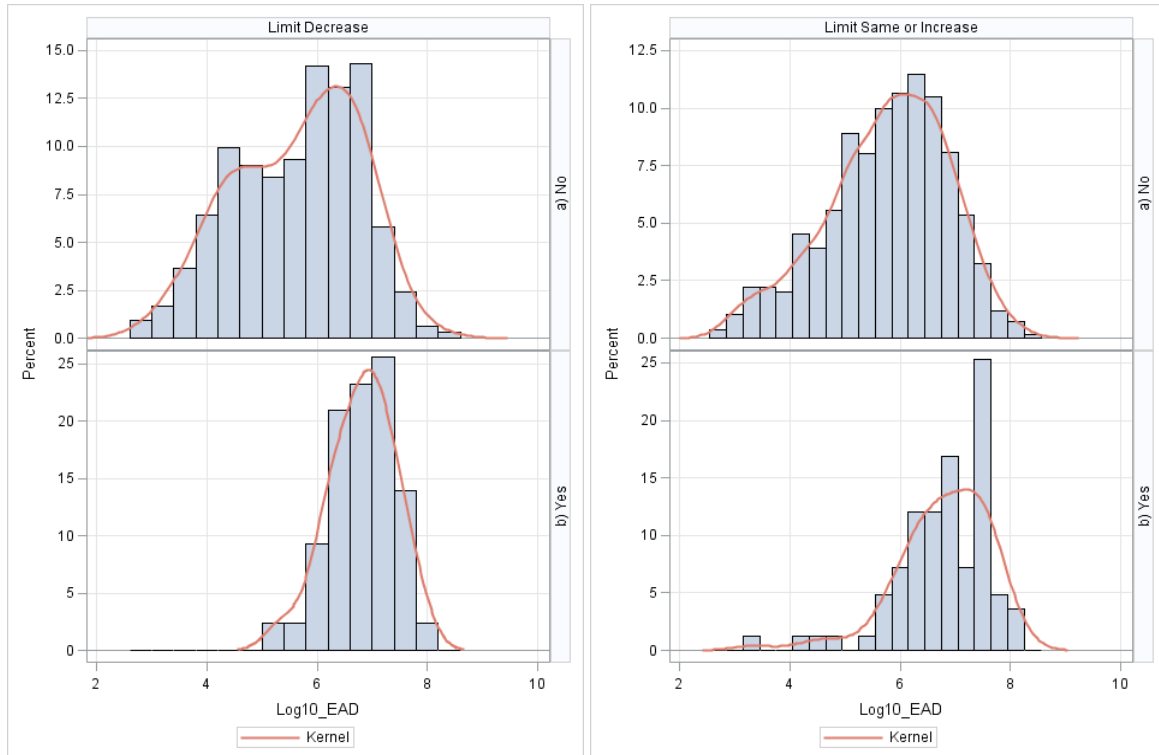 Limit Decrease
15.0
12.5
10.0
7.5
5.0
2.5
0.0
a) No
25
20
15
10
5
0
b) Yes
Percent
2 4 6 8 10
Log10_EAD
Kernel
Limit Same or Increase
12.5
10.0
7.5
5.0
2.5
0.0
a) No
25
20
15
10
5
0
b) Yes
Percent
2 4 6 8 10
Log10_EAD
Kernel